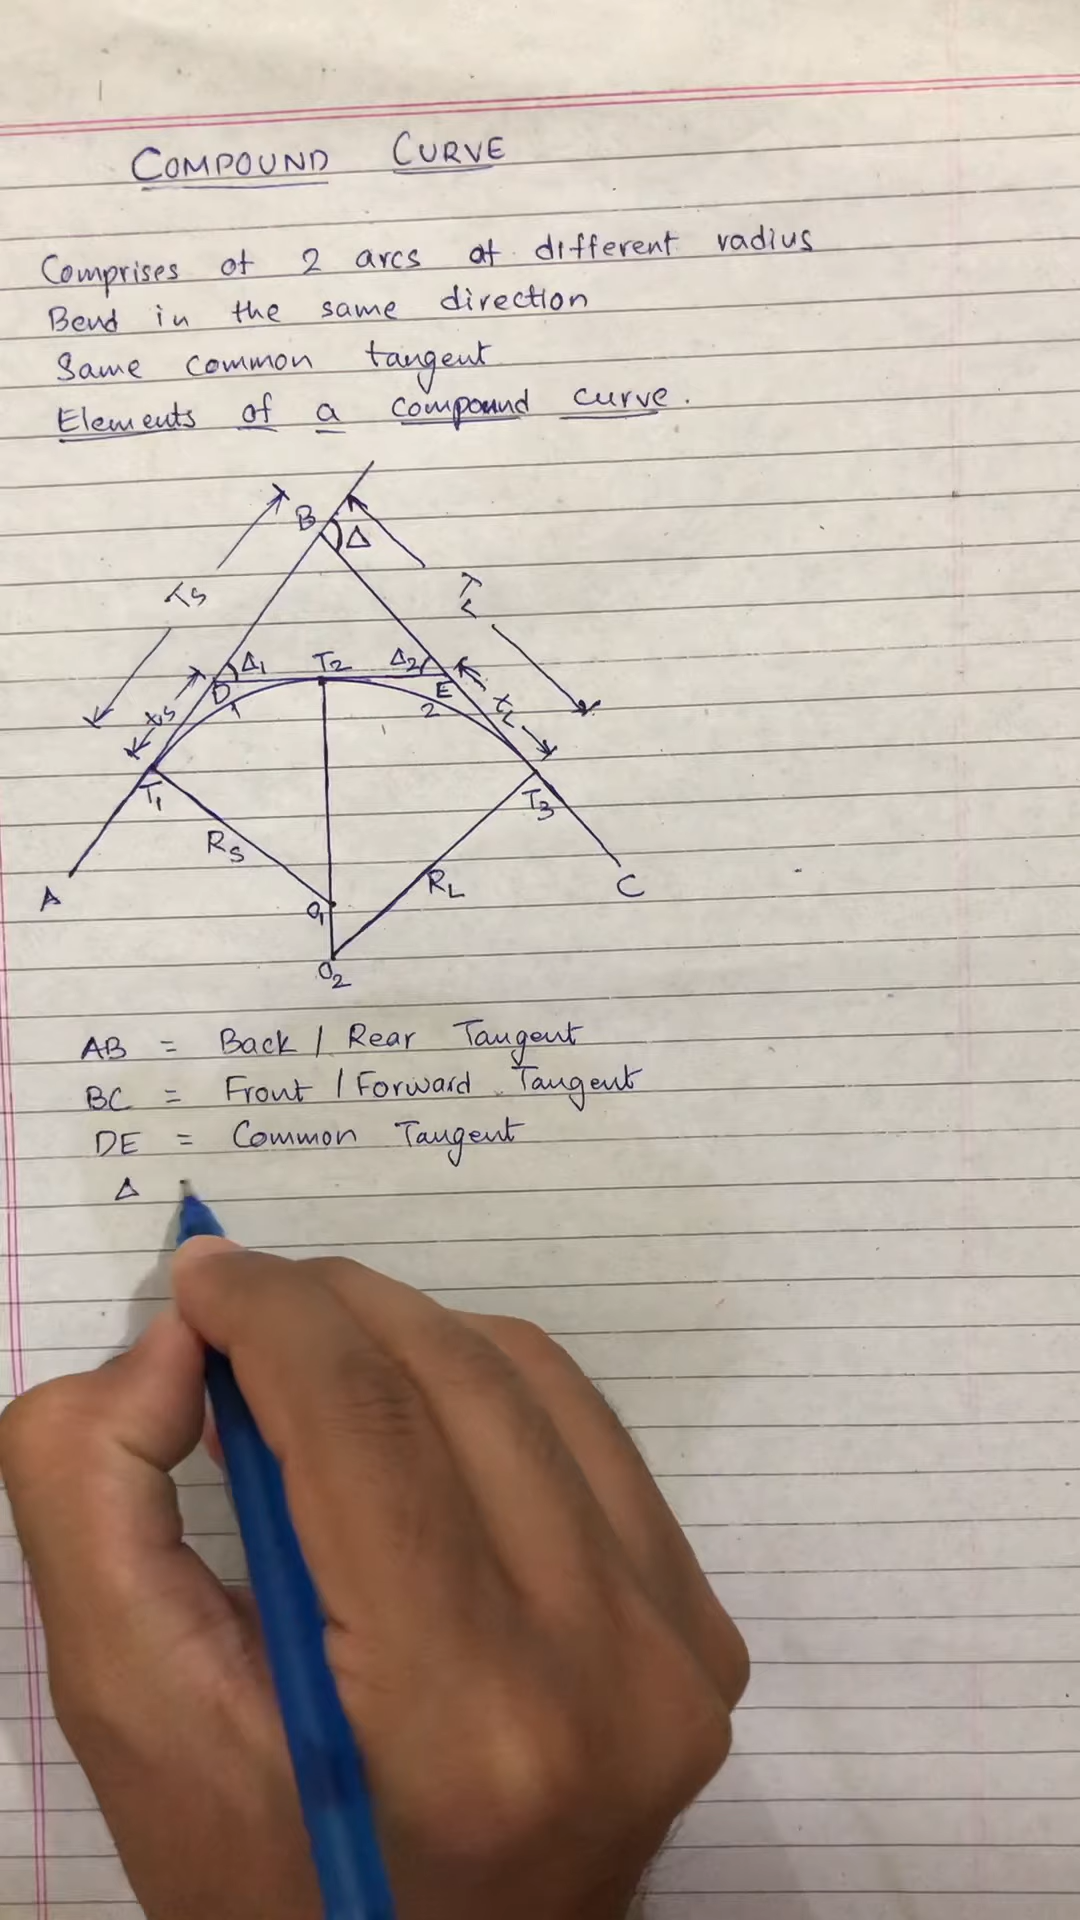 COMPOUND CURVE
Comprises of 2 arcs of different radius
Bend in the same direction
Same common tangent
Elements of a compound curve.
B
Δ
Ts
TL
Δ1
T2
Δ2
D
E
ts
1
2
tL
T1
T3
Rs
RL
A
C
O1
O2
AB = Back / Rear Tangent
BC = Front / Forward Tangent
DE = Common Tangent
Δ